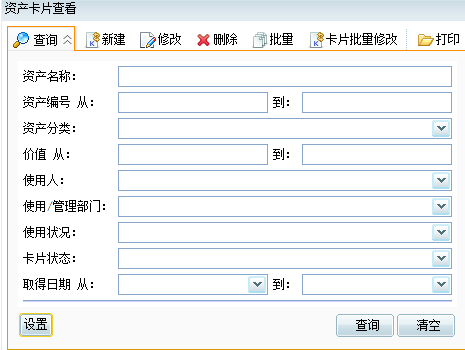 资产卡片查看
查询 新建 修改 删除 批量 卡片批量修改 打印
资产名称：
资产编号 从： 到：
资产分类：
价值 从： 到：
使用人：
使用/管理部门：
使用状况：
卡片状态：
取得日期 从： 到：
设置 查询 清空